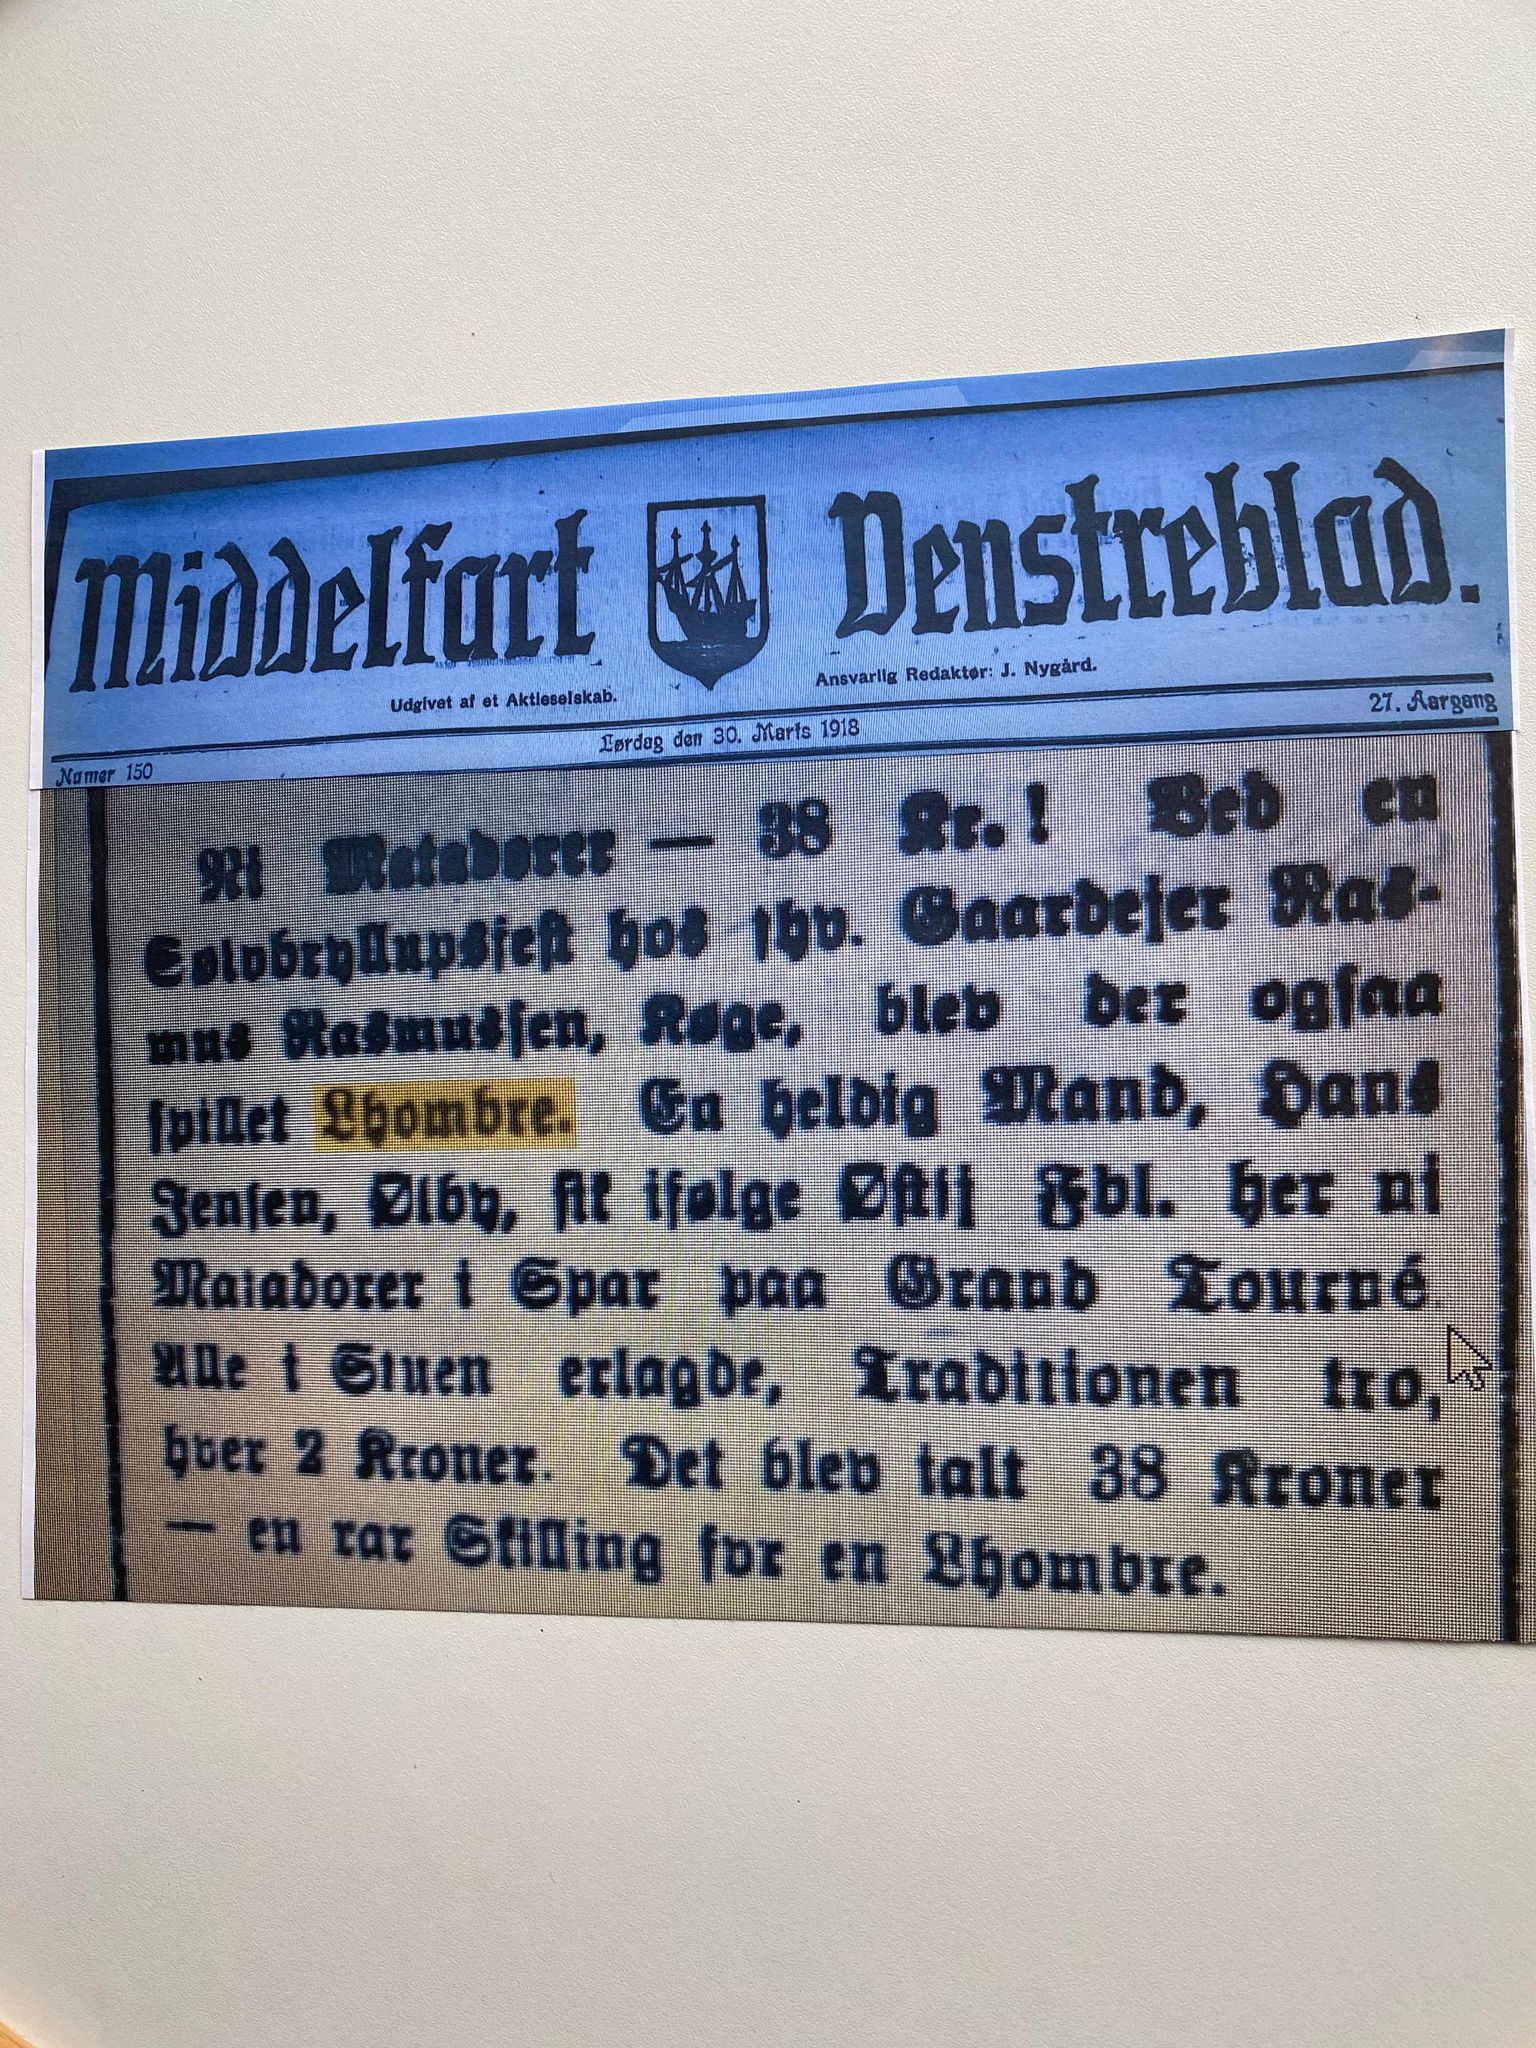 Middelfart Venstreblad.
Udgivet af et Aktieselskab.
Ansvarlig Redaktør: J. Nygård.
Numer 150
Lørdag den 30. Marts 1918
27. Aargang
Ni Matadorer — 38 Kr.! Ved en
Sølvbryllupsfest hos fhv. Gaardejer Ras-
mus Rasmussen, Køge, blev der ogsaa
spillet Lhombre. En heldig Mand, Hans
Jensen, Ølby, fik ifølge Østsj Fbl. her ni
Matadorer i Spar paa Grand Tourné.
Alle i Stuen erlagde, Traditionen tro,
hver 2 Kroner. Det blev ialt 38 Kroner
— en rar Skilling for en Lhombre.